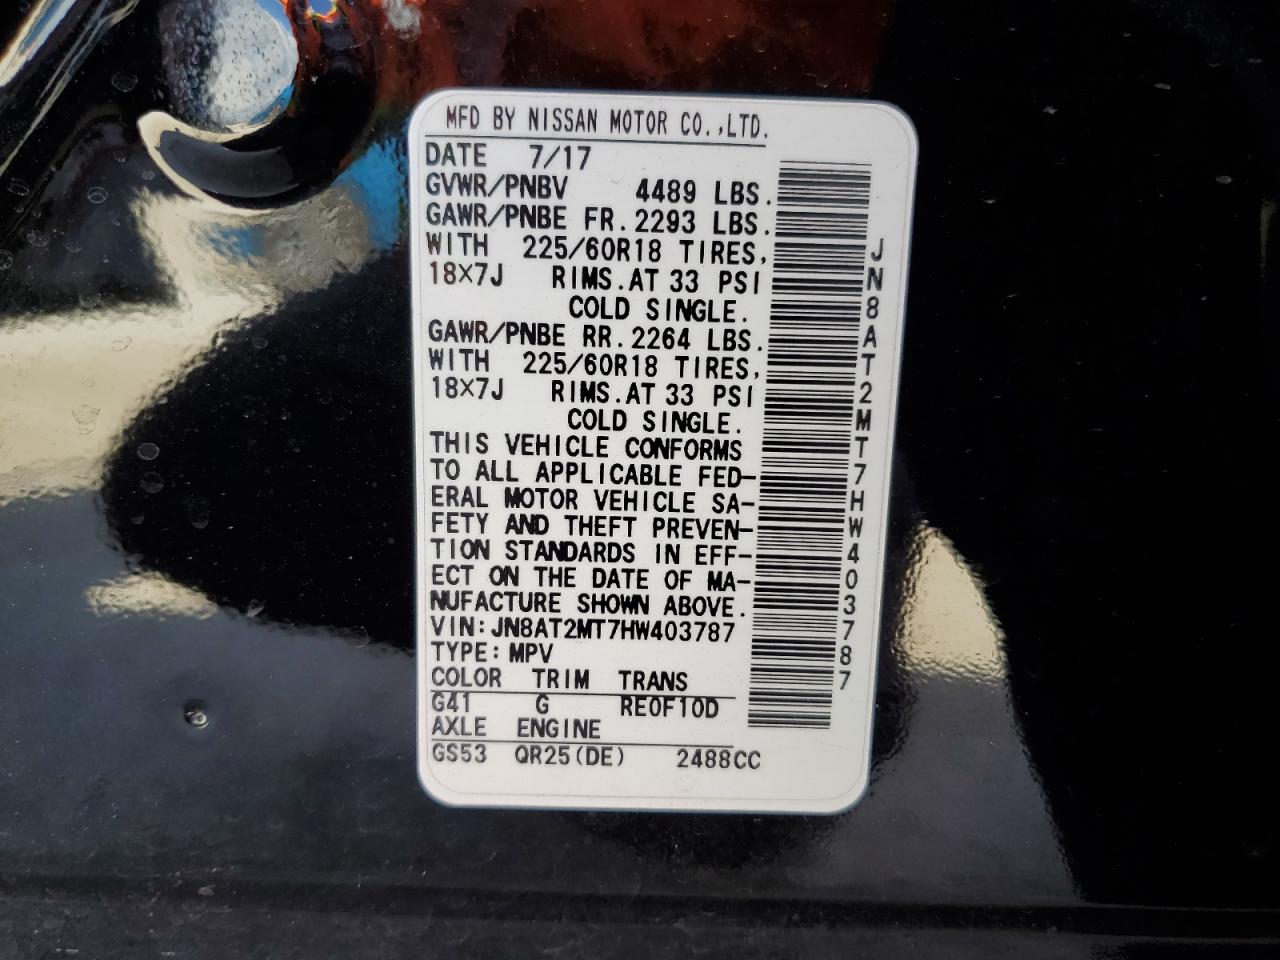 MFD BY NISSAN MOTOR CO.,LTD.
DATE 7/17
GVWR/PNBV 4489 LBS.
GAWR/PNBE FR. 2293 LBS.
WITH 225/60R18 TIRES,
18×7J RIMS. AT 33 PSI
COLD SINGLE.
GAWR/PNBE RR. 2264 LBS.
WITH 225/60R18 TIRES,
18×7J RIMS. AT 33 PSI
COLD SINGLE.
THIS VEHICLE CONFORMS
TO ALL APPLICABLE FED-
ERAL MOTOR VEHICLE SA-
FETY AND THEFT PREVEN-
TION STANDARDS IN EFF-
ECT ON THE DATE OF MA-
NUFACTURE SHOWN ABOVE.
VIN: JN8AT2MT7HW403787
TYPE: MPV
COLOR TRIM TRANS
G41 G RE0F10D
AXLE ENGINE
GS53 QR25(DE) 2488CC
JN8AT2MT7HW403787